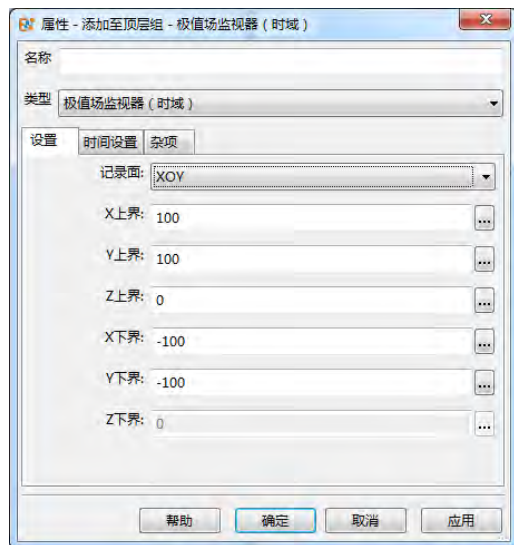 属性 - 添加至顶层组 - 极值场监视器 ( 时域 )
名称
类型 极值场监视器 ( 时域 )
设置 时间设置 杂项
记录面: XOY
X上界: 100 ...
Y上界: 100 ...
Z上界: 0 ...
X下界: -100 ...
Y下界: -100 ...
Z下界: 0 ...
帮助 确定 取消 应用